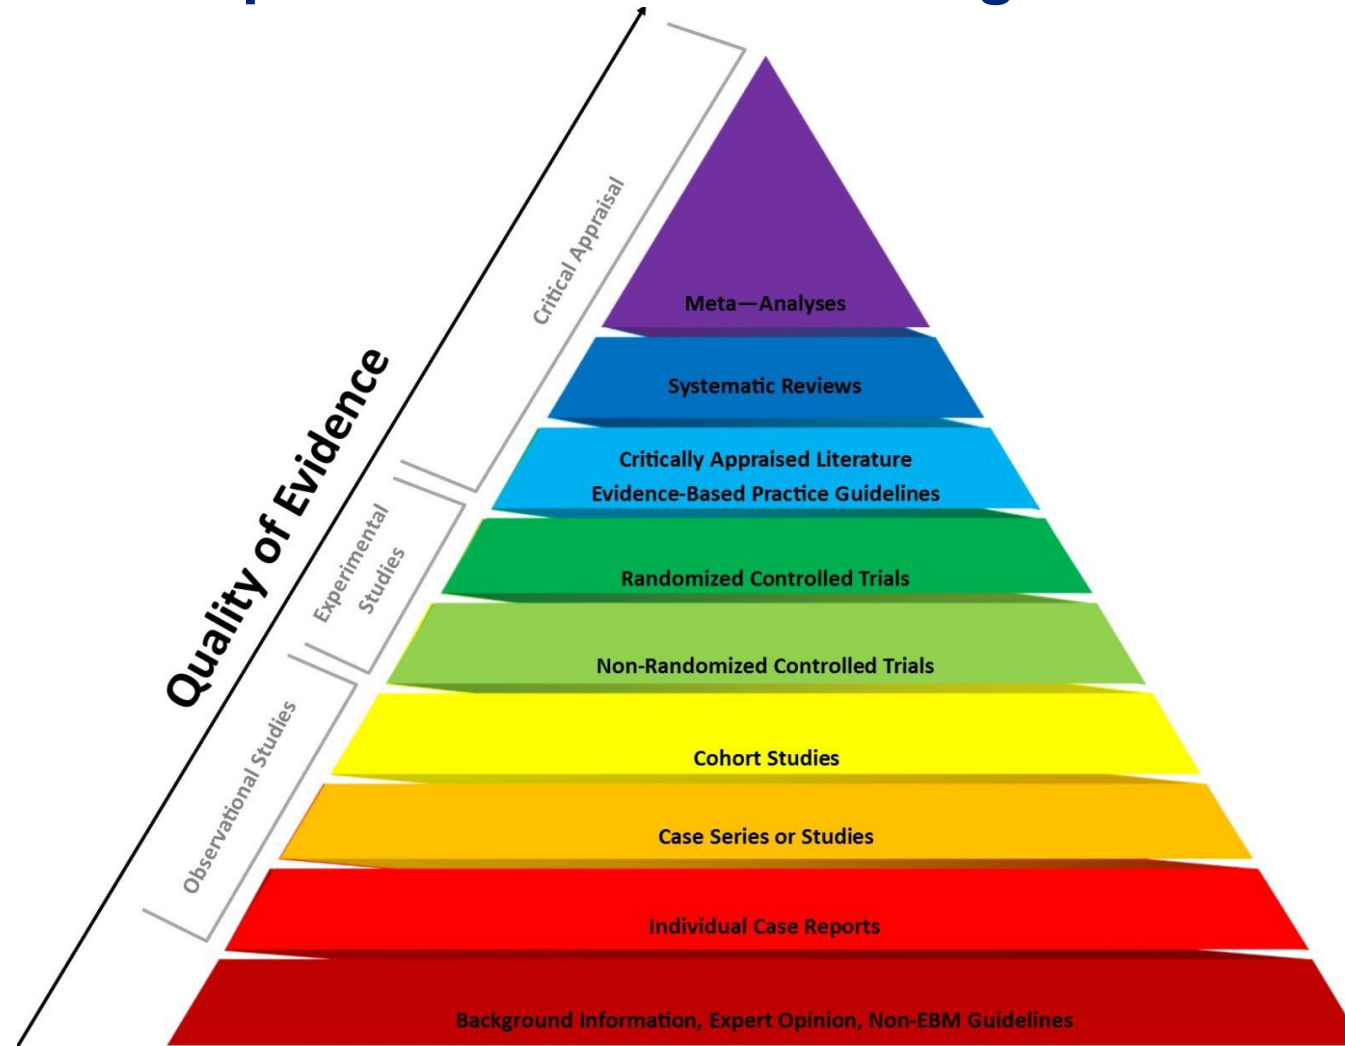 Quality of Evidence
Critical Appraisal
Experimental
Studies
Observational Studies
Meta—Analyses
Systematic Reviews
Critically Appraised Literature
Evidence-Based Practice Guidelines
Randomized Controlled Trials
Non-Randomized Controlled Trials
Cohort Studies
Case Series or Studies
Individual Case Reports
Background Information, Expert Opinion, Non-EBM Guidelines